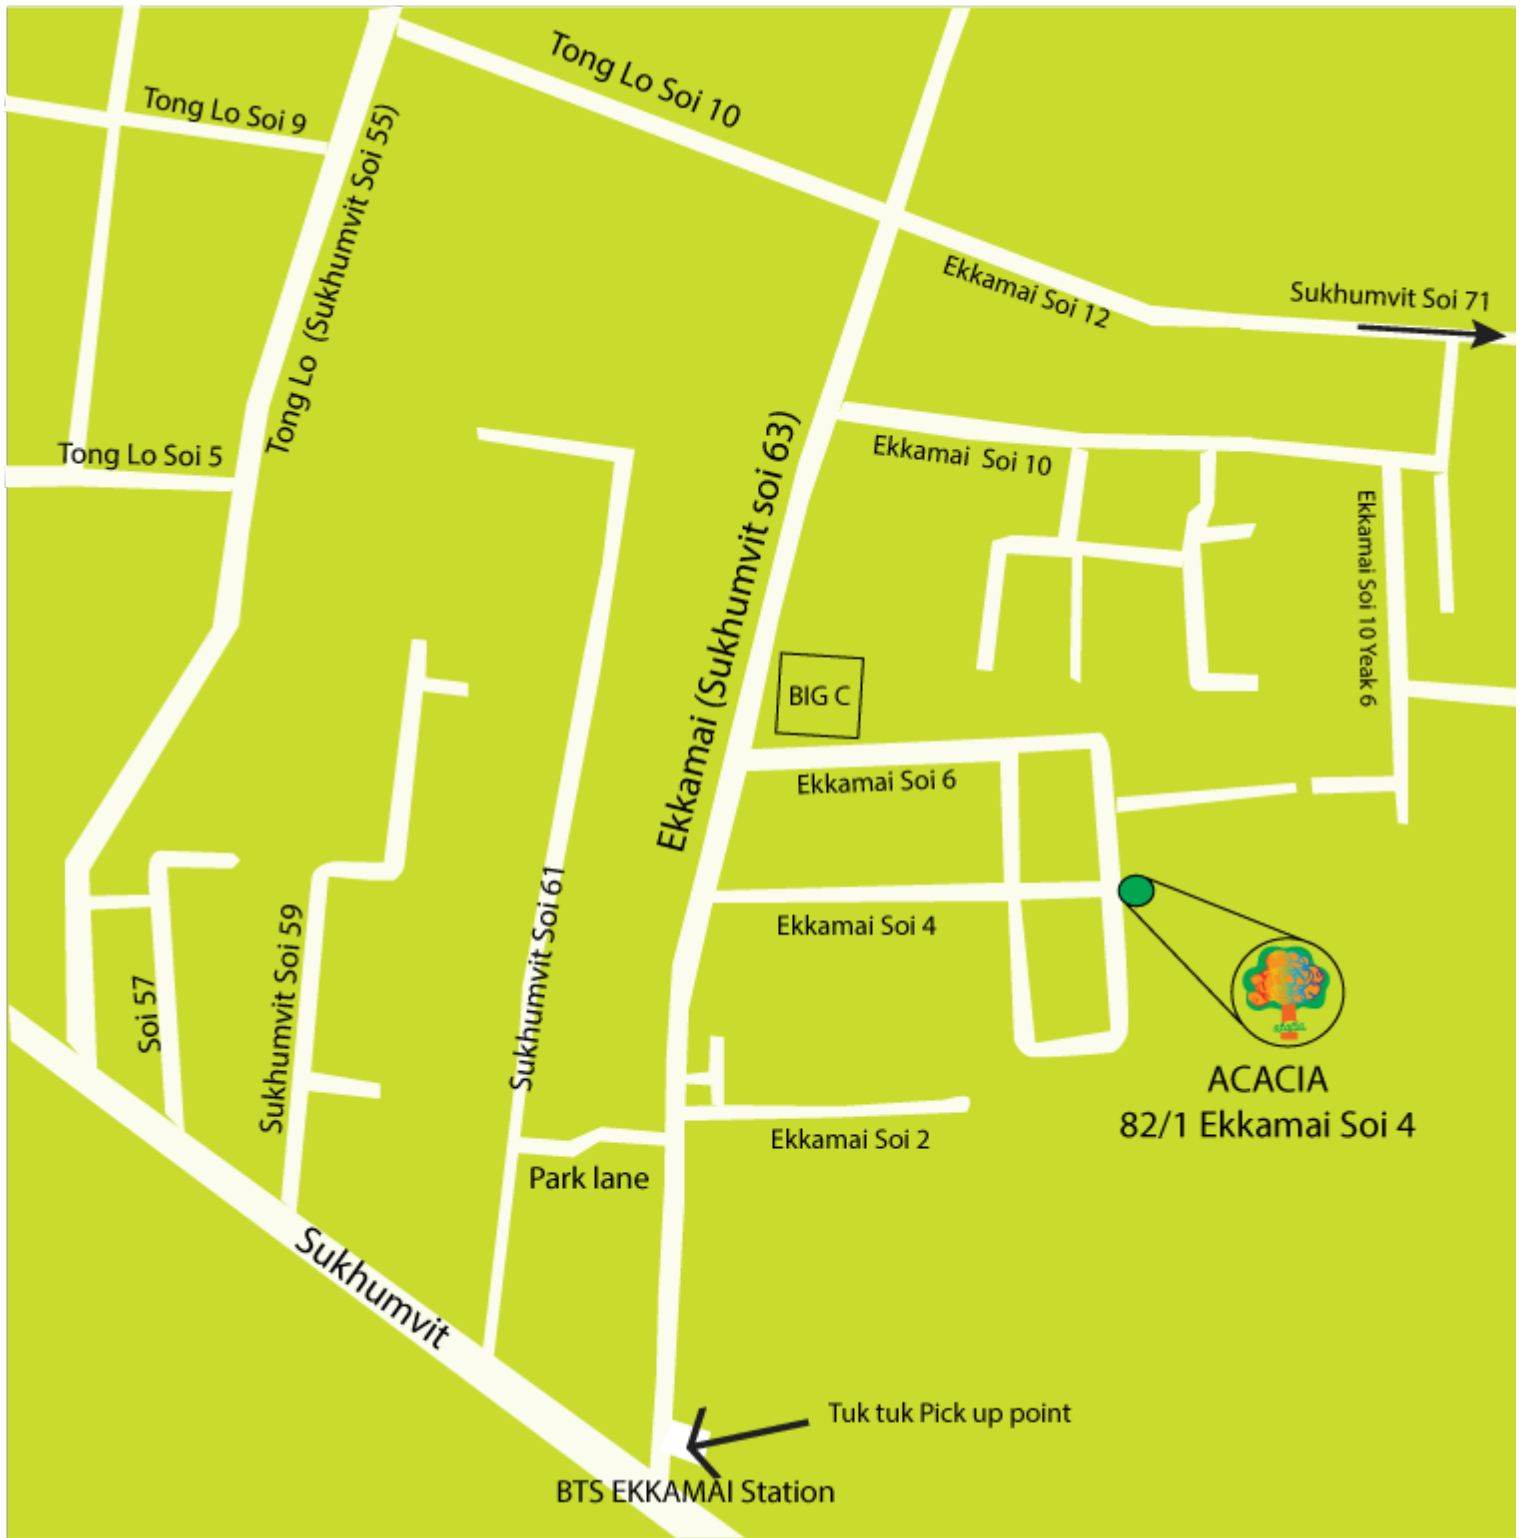 Tong Lo Soi 10
Tong Lo Soi 9
Tong Lo (Sukhumvit Soi 55)
Ekkamai Soi 12
Sukhumvit Soi 71
Tong Lo Soi 5
Ekkamai Soi 10
Ekkamai (Sukhumvit soi 63)
Ekkamai Soi 10 Yeak 6
BIG C
Ekkamai Soi 6
Sukhumvit Soi 61
Ekkamai Soi 4
Sukhumvit Soi 59
Soi 57
acacia
ACACIA
82/1 Ekkamai Soi 4
Ekkamai Soi 2
Park lane
Sukhumvit
Tuk tuk Pick up point
BTS EKKAMAI Station